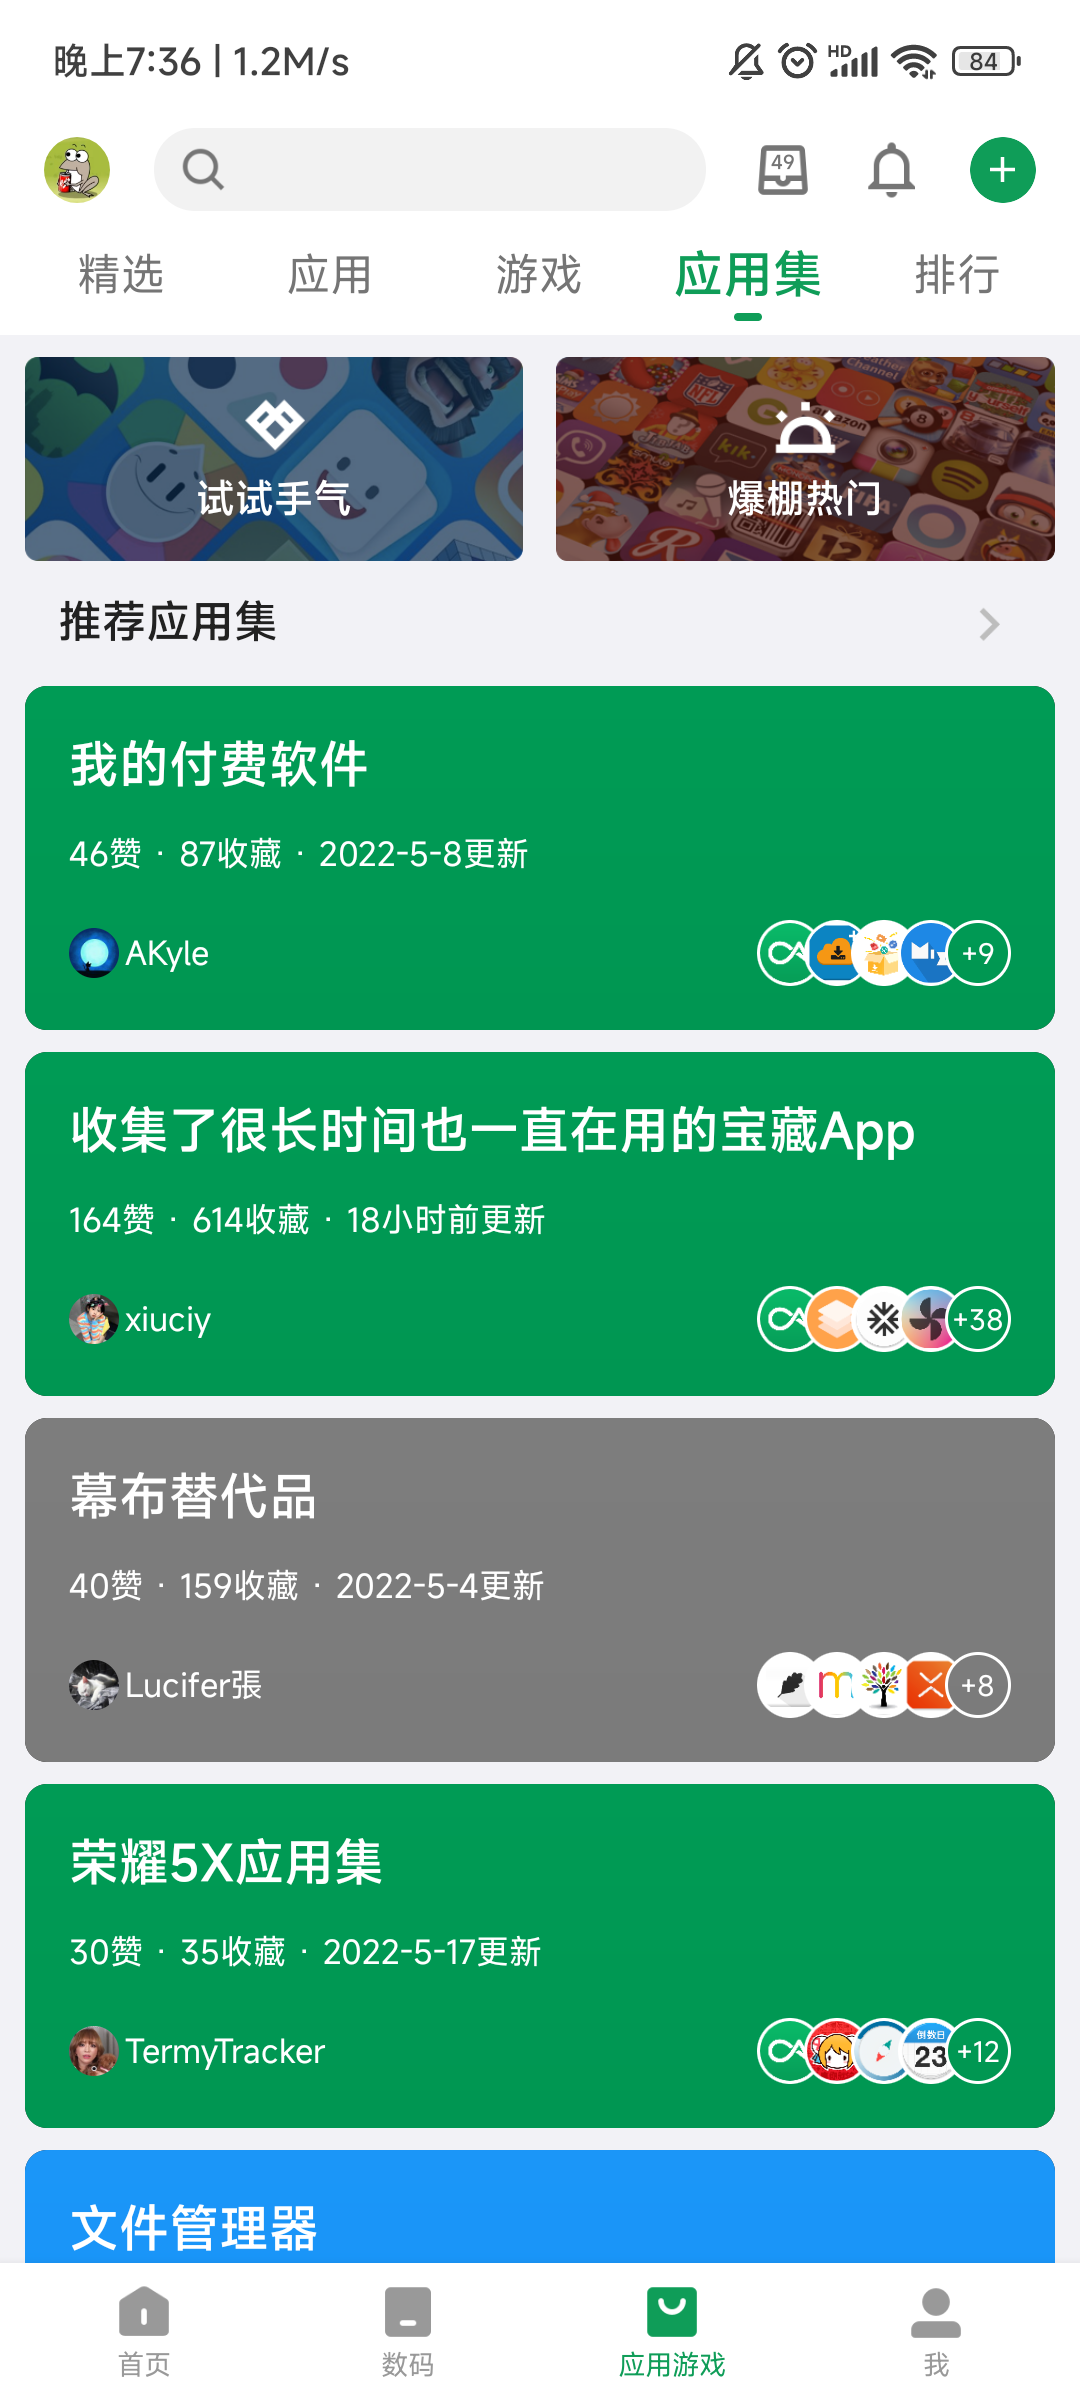 晚上7:36 | 1.2M/s
HD
84
49
精选 应用 游戏 应用集 排行
试试手气
爆棚热门
推荐应用集
我的付费软件
46赞 · 87收藏 · 2022-5-8更新
AKyle
+9
收集了很长时间也一直在用的宝藏App
164赞 · 614收藏 · 18小时前更新
xiuciy
+38
幕布替代品
40赞 · 159收藏 · 2022-5-4更新
Lucifer張
+8
荣耀5X应用集
30赞 · 35收藏 · 2022-5-17更新
TermyTracker
倒数日
23
+12
文件管理器
首页 数码 应用游戏 我